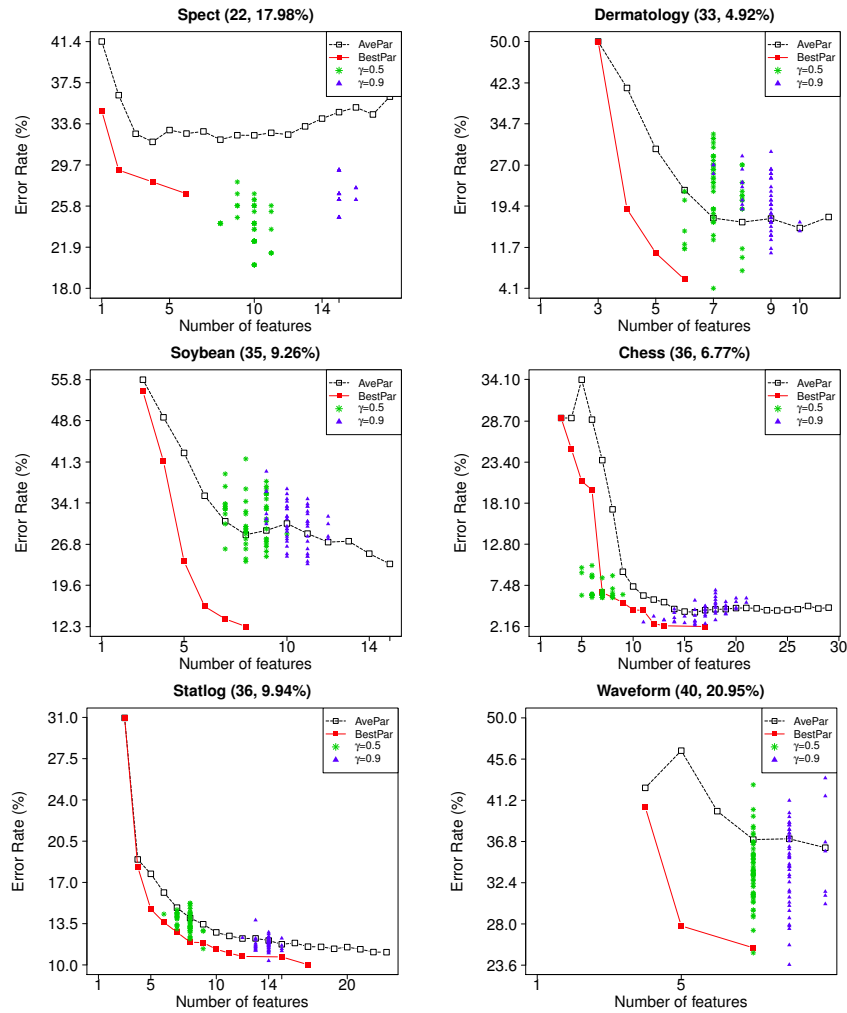 Spect (22, 17.98%)
41.4
37.5
33.6
29.7
25.8
21.9
18.0
Error Rate (%)
AvePar
BestPar
γ=0.5
γ=0.9
1 5 10 14
Number of features
Dermatology (33, 4.92%)
50.0
42.3
34.6
27.0
19.4
11.7
4.1
Error Rate (%)
AvePar
BestPar
γ=0.5
γ=0.9
1 3 5 7 9 10
Number of features
Soybean (35, 9.26%)
55.8
48.6
41.3
34.1
26.8
19.6
12.3
Error Rate (%)
AvePar
BestPar
γ=0.5
γ=0.9
1 5 10 14
Number of features
Chess (36, 6.77%)
34.10
28.70
23.40
18.10
12.80
7.48
2.16
Error Rate (%)
AvePar
BestPar
γ=0.5
γ=0.9
1 5 10 15 20 25 30
Number of features
Statlog (36, 9.94%)
31.0
27.5
24.0
20.5
17.0
13.5
10.0
Error Rate (%)
AvePar
BestPar
γ=0.5
γ=0.9
1 5 10 14 20
Number of features
Waveform (40, 20.95%)
50.0
45.6
41.2
36.8
32.4
28.0
23.6
Error Rate (%)
AvePar
BestPar
γ=0.5
γ=0.9
1 5
Number of features